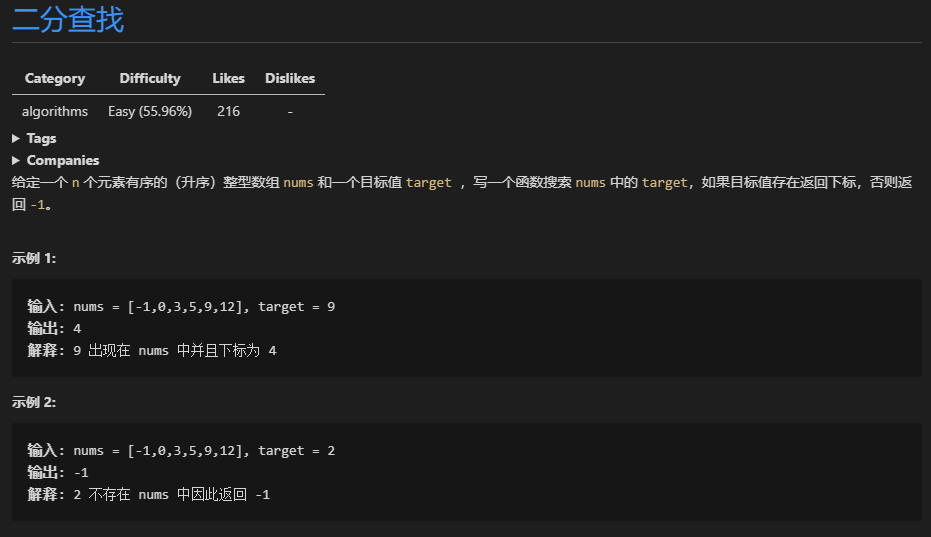 二分查找
Category Difficulty Likes Dislikes
algorithms Easy (55.96%) 216 -
▶ Tags
▶ Companies
给定一个 n 个元素有序的（升序）整型数组 nums 和一个目标值 target ，写一个函数搜索 nums 中的 target，如果目标值存在返回下标，否则返
回 -1。
示例 1:
输入: nums = [-1,0,3,5,9,12], target = 9
输出: 4
解释: 9 出现在 nums 中并且下标为 4
示例 2:
输入: nums = [-1,0,3,5,9,12], target = 2
输出: -1
解释: 2 不存在 nums 中因此返回 -1